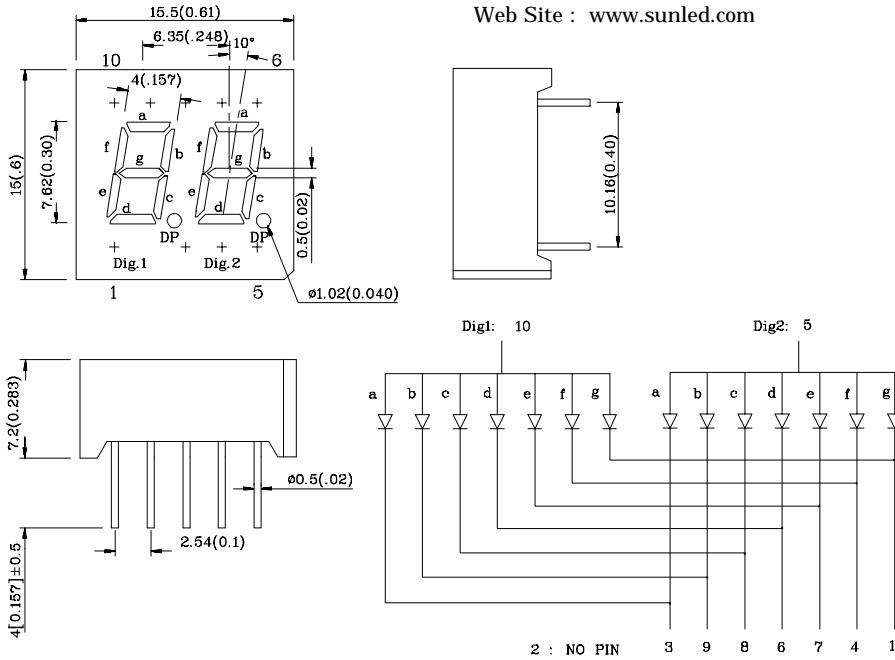 Web Site : www.sunled.com
15.5(0.61)
6.35(.248)
10°
10
6
4(.157)
a
a
f
b
f
b
g
g
e
c
e
c
d
d
DP
DP
Dig.1
Dig.2
1
5
15(.6)
7.62(0.30)
0.5(0.02)
ø1.02(0.040)
10.16(0.40)
7.2(0.283)
ø0.5(.02)
2.54(0.1)
4[0.157]±0.5
Dig1: 10
Dig2: 5
a b c d e f g
a b c d e f g
2 : NO PIN 3 9 8 6 7 4 1